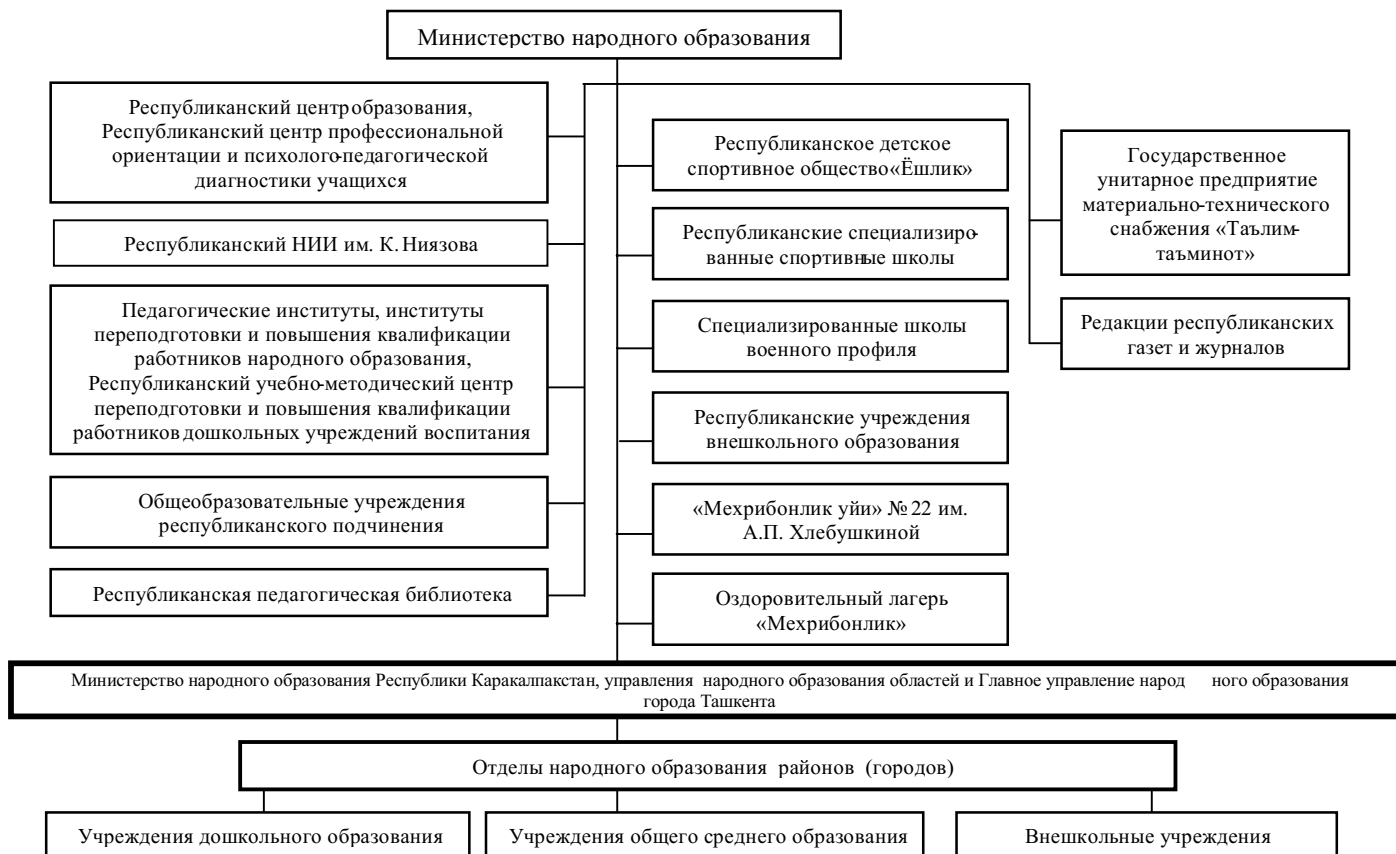 Министерство народного образования
Республиканский центр образования,
Республиканский центр профессиональной
ориентации и психолого-педагогической
диагностики учащихся
Республиканский НИИ им. К. Ниязова
Педагогические институты, институты
переподготовки и повышения квалификации
работников народного образования,
Республиканский учебно-методический центр
переподготовки и повышения квалификации
работников дошкольных учреждений воспитания
Общеобразовательные учреждения
республиканского подчинения
Республиканская педагогическая библиотека
Республиканское детское
спортивное общество «Ёшлик»
Республиканские специализиро-
ванные спортивные школы
Специализированные школы
военного профиля
Республиканские учреждения
внешкольного образования
«Мехрибонлик уйи» № 22 им.
А.П. Хлебушкиной
Оздоровительный лагерь
«Мехрибонлик»
Государственное
унитарное предприятие
материально-технического
снабжения «Таълим-
таъминот»
Редакции республиканских
газет и журналов
Министерство народного образования Республики Каракалпакстан, управления народного образования областей и Главное управление народ ного образования
города Ташкента
Отделы народного образования районов (городов)
Учреждения дошкольного образования
Учреждения общего среднего образования
Внешкольные учреждения